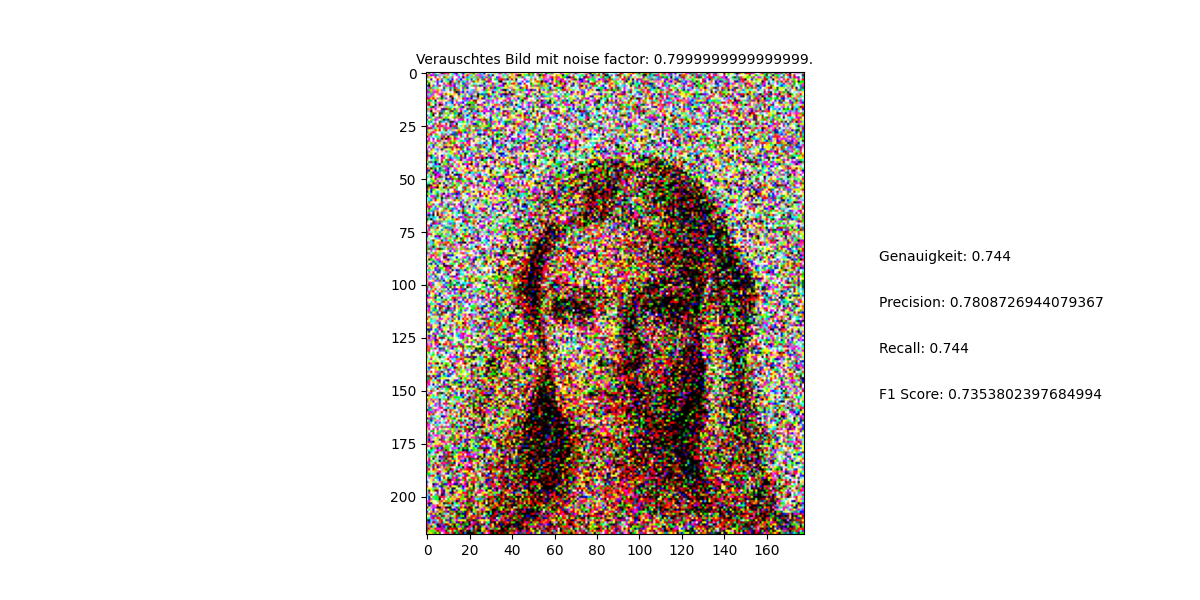 Verauschtes Bild mit noise factor: 0.7999999999999999.
0
25
50
75
100
125
150
175
200
0 20 40 60 80 100 120 140 160
Genauigkeit: 0.744
Precision: 0.7808726944079367
Recall: 0.744
F1 Score: 0.7353802397684994